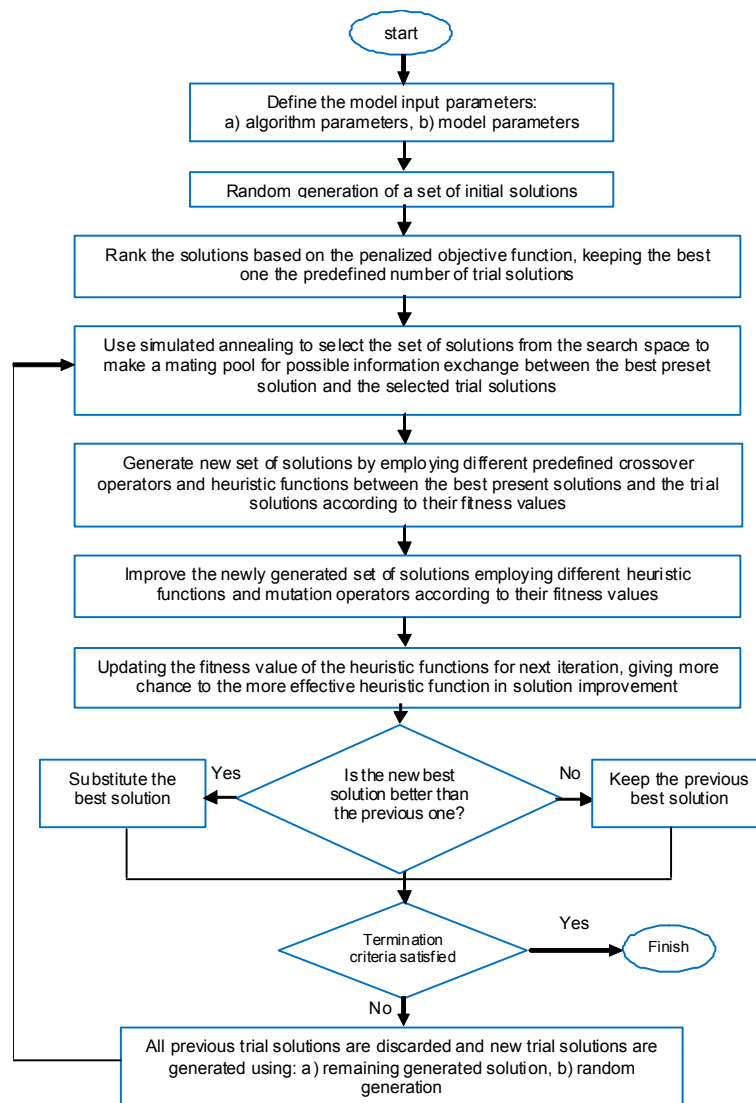 start
Define the model input parameters:
a) algorithm parameters, b) model parameters
Random generation of a set of initial solutions
Rank the solutions based on the penalized objective function, keeping the best
one the predefined number of trial solutions
Use simulated annealing to select the set of solutions from the search space to
make a mating pool for possible information exchange between the best preset
solution and the selected trial solutions
Generate new set of solutions by employing different predefined crossover
operators and heuristic functions between the best present solutions and the trial
solutions according to their fitness values
Improve the newly generated set of solutions employing different heuristic
functions and mutation operators according to their fitness values
Updating the fitness value of the heuristic functions for next iteration, giving more
chance to the more effective heuristic function in solution improvement
Substitute the
best solution
Yes
Is the new best
solution better than
the previous one?
No
Keep the previous
best solution
Termination
criteria satisfied
Yes
Finish
No
All previous trial solutions are discarded and new trial solutions are
generated using: a) remaining generated solution, b) random
generation